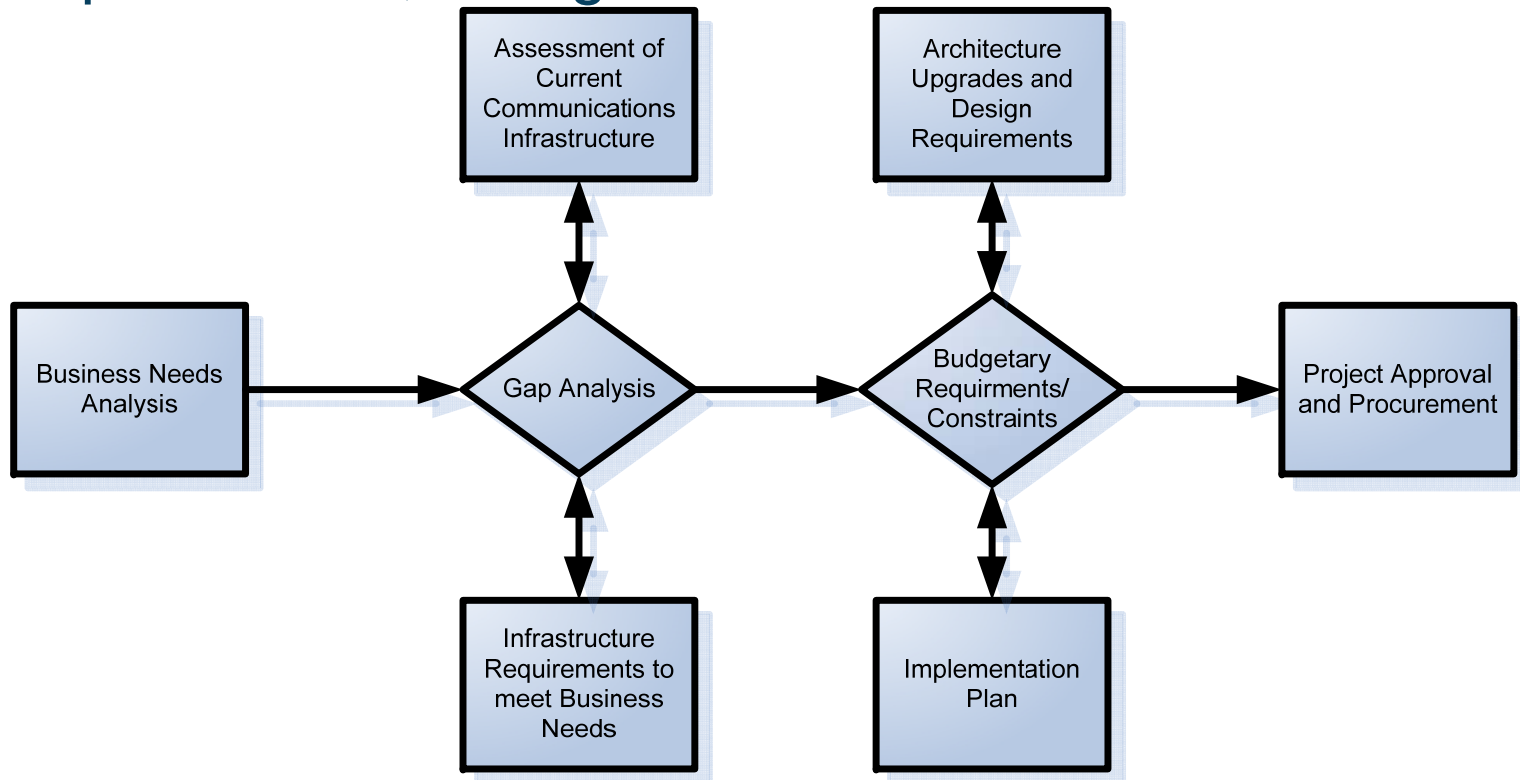 Assessment of
Current
Communications
Infrastructure
Architecture
Upgrades and
Design
Requirements
Business Needs
Analysis
Gap Analysis
Budgetary
Requirments/
Constraints
Project Approval
and Procurement
Infrastructure
Requirements to
meet Business
Needs
Implementation
Plan